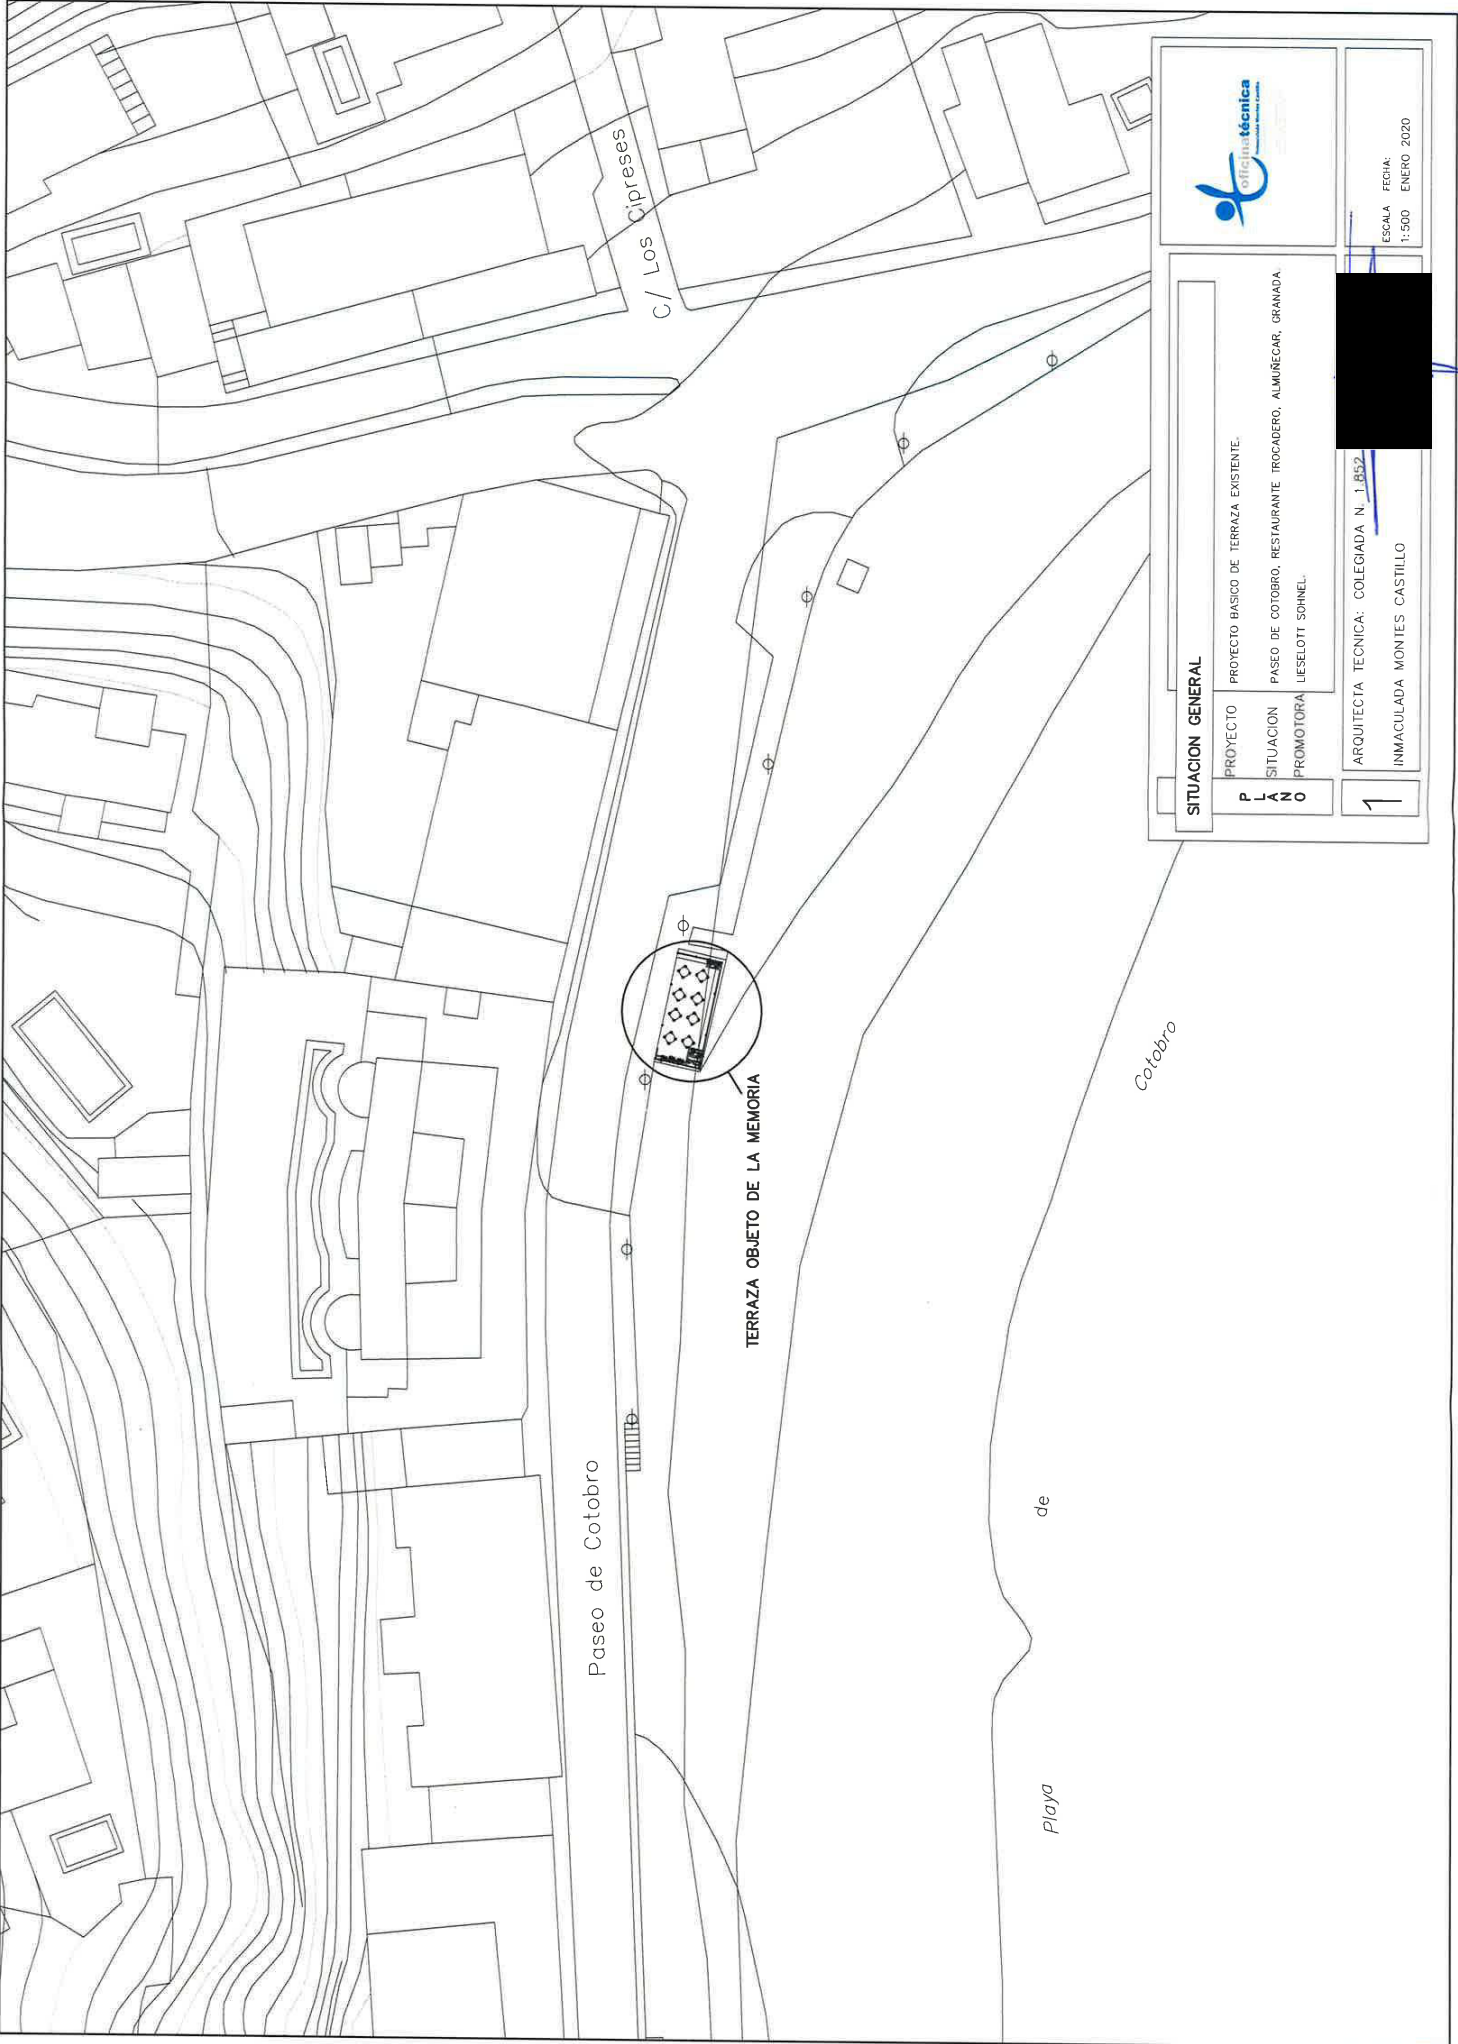 C/ Los Cipreses
Paseo de Cotobro
TERRAZA OBJETO DE LA MEMORIA
Playa
de
Cotobro
SITUACION GENERAL
PLANO
PROYECTO PROYECTO BASICO DE TERRAZA EXISTENTE.
SITUACION PASEO DE COTOBRO, RESTAURANTE TROCADERO, ALMUÑECAR, GRANADA.
PROMOTORA LIESELOTT SOHNEL.
oficinatécnica
1
ARQUITECTA TECNICA: COLEGIADA N. 1.852
INMACULADA MONTES CASTILLO
ESCALA FECHA:
1:500 ENERO 2020